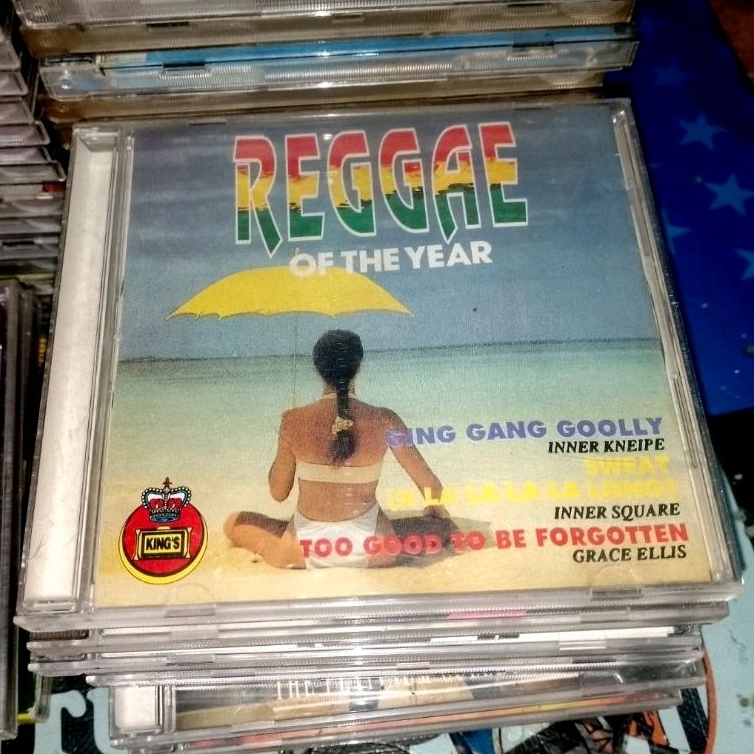 REGGAE
OF THE YEAR
GING GANG GOOLLY
INNER KNEIPE
SWEAT
(A LA LA LA LA LONG)
INNER SQUARE
TOO GOOD TO BE FORGOTTEN
GRACE ELLIS
KING'S